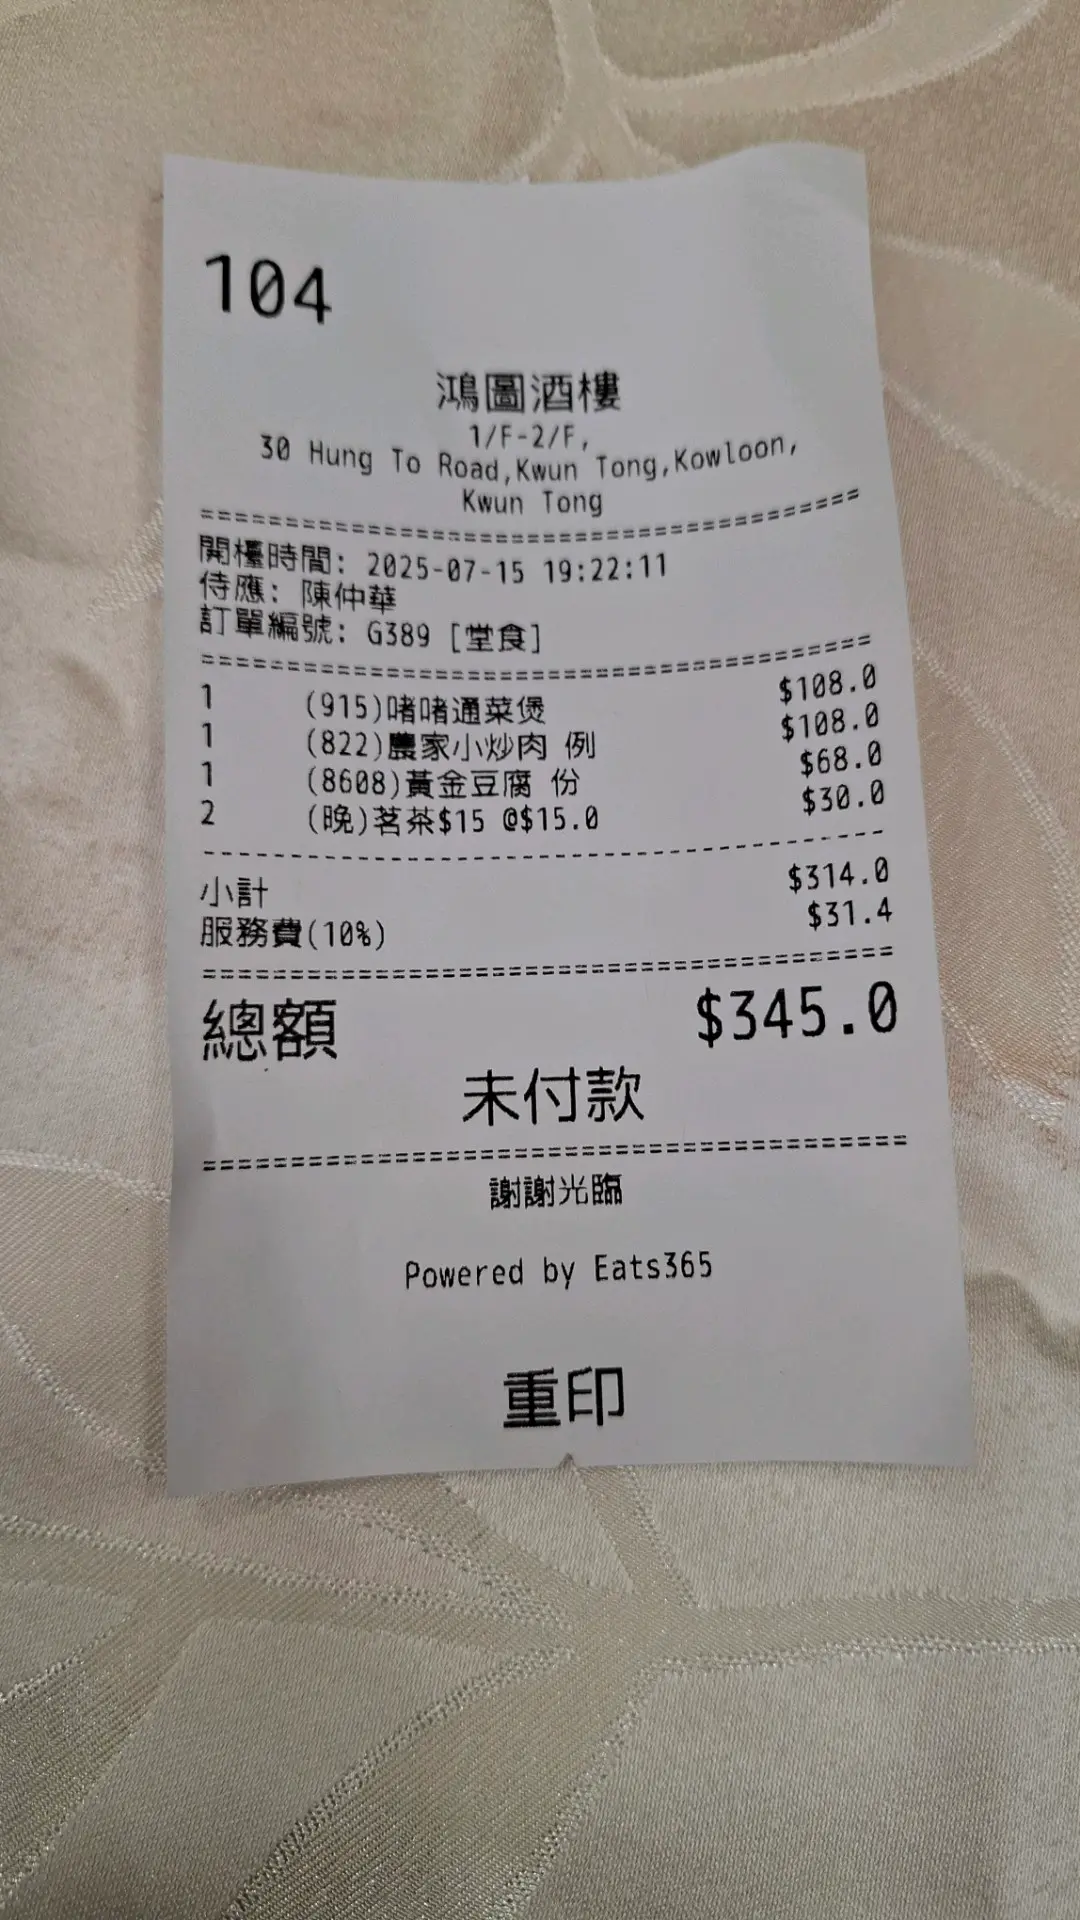 104
鴻圖酒樓
1/F-2/F,
30 Hung To Road,Kwun Tong,Kowloon,
Kwun Tong
========================================
開檯時間: 2025-07-15 19:22:11
侍應: 陳仲華
訂單編號: G389 [堂食]
========================================
1 (915)啫啫通菜煲 $108.0
1 (822)農家小炒肉 例 $108.0
1 (8608)黃金豆腐 份 $68.0
2 (晚)茗茶$15 @$15.0 $30.0
----------------------------------------
小計 $314.0
服務費(10%) $31.4
========================================
總額 $345.0
未付款
========================================
謝謝光臨
Powered by Eats365
重印